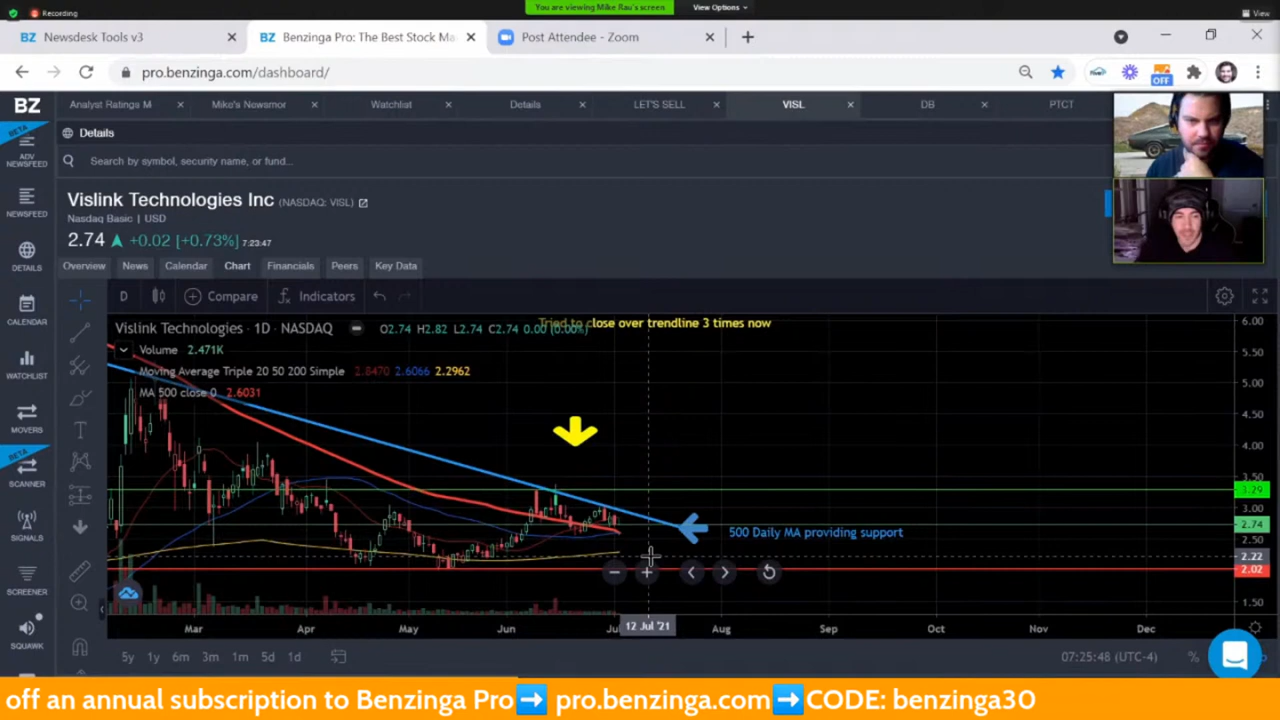 Recording
You are viewing Mike Rau's screen
View Options
View
Newsdesk Tools v3
Benzinga Pro: The Best Stock Ma
Post Attendee - Zoom
pro.benzinga.com/dashboard/
OFF
BZ
Analyst Ratings M
Mike's Newsmor
Watchlist
Details
LET'S SELL
VISL
DB
PTCT
BETA
ADV
NEWSFEED
NEWSFEED
DETAILS
CALENDAR
WATCHLIST
MOVERS
BETA
SCANNER
SIGNALS
SCREENER
SQUAWK
Details
Search by symbol, security name, or fund...
Vislink Technologies Inc (NASDAQ: VISL)
Nasdaq Basic | USD
2.74 +0.02 [+0.73%] 7:23:47
Overview News Calendar Chart Financials Peers Key Data
D Compare Indicators
Vislink Technologies · 1D · NASDAQ O2.74 H2.82 L2.74 C2.74 0.00 (0.00%)
Tried to close over trendline 3 times now
Volume 2.471K
Moving Average Triple 20 50 200 Simple 2.8470 2.6066 2.2962
MA 500 close 0 2.6031
500 Daily MA providing support
6.00
5.50
5.00
4.50
4.00
3.50
3.29
2.74
2.50
2.22
2.02
1.50
Mar Apr May Jun Jul 12 Jul '21 Aug Sep Oct Nov Dec
5y 1y 6m 3m 1m 5d 1d
07:25:48 (UTC-4) %
off an annual subscription to Benzinga Pro➡ pro.benzinga.com➡CODE: benzinga30